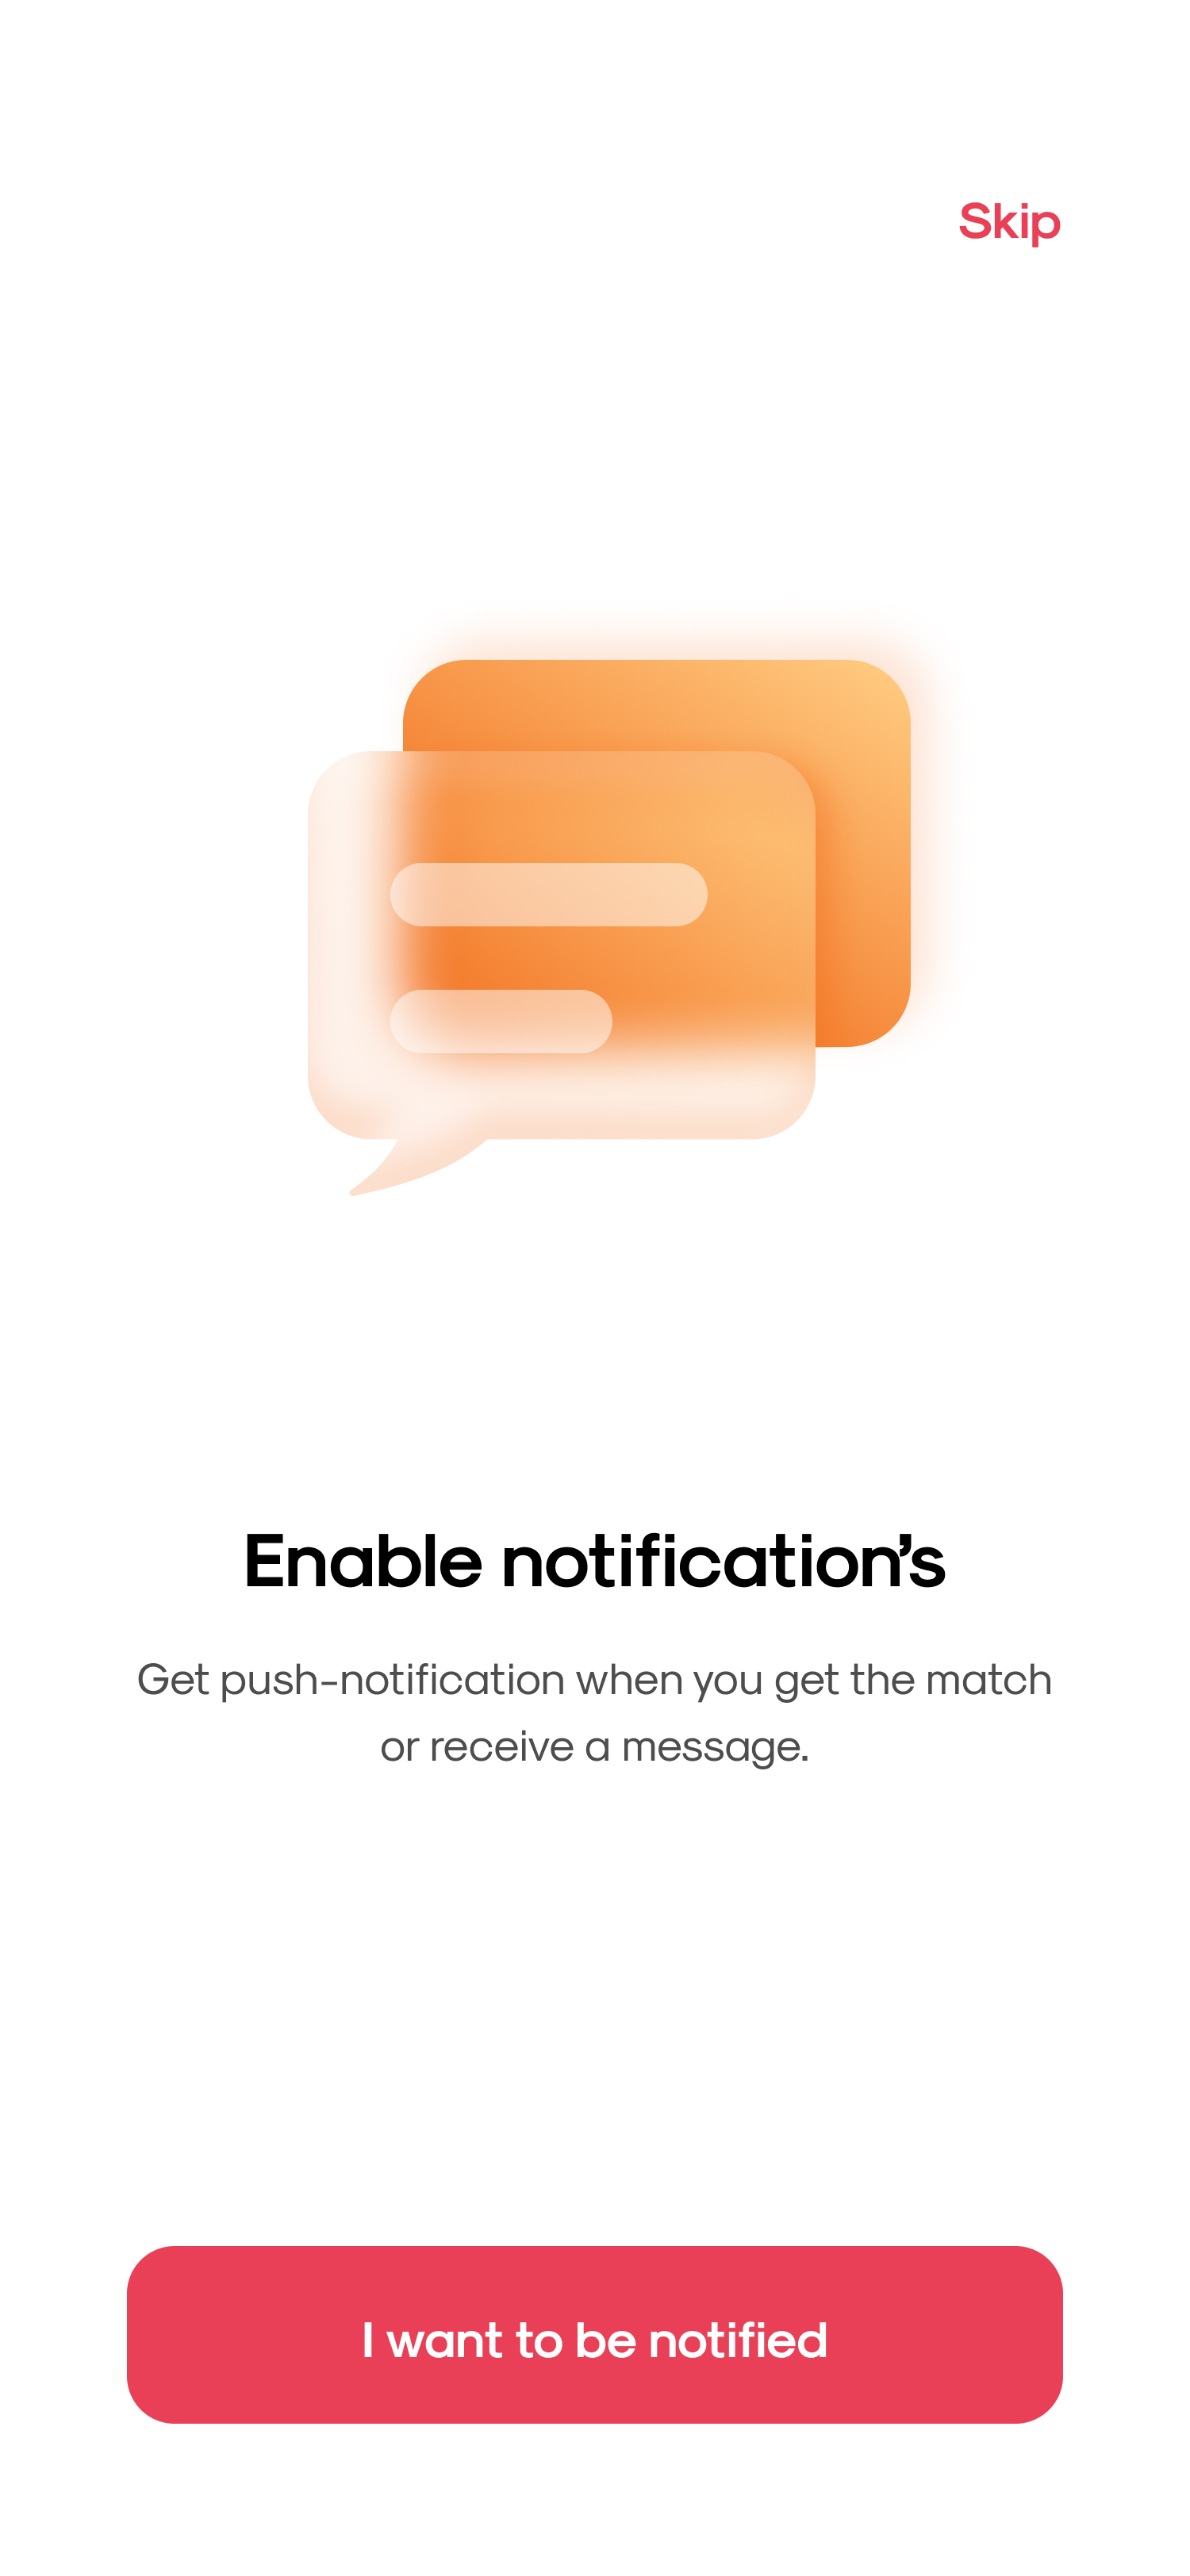 Skip
Enable notification’s
Get push-notification when you get the match
or receive a message.
I want to be notified